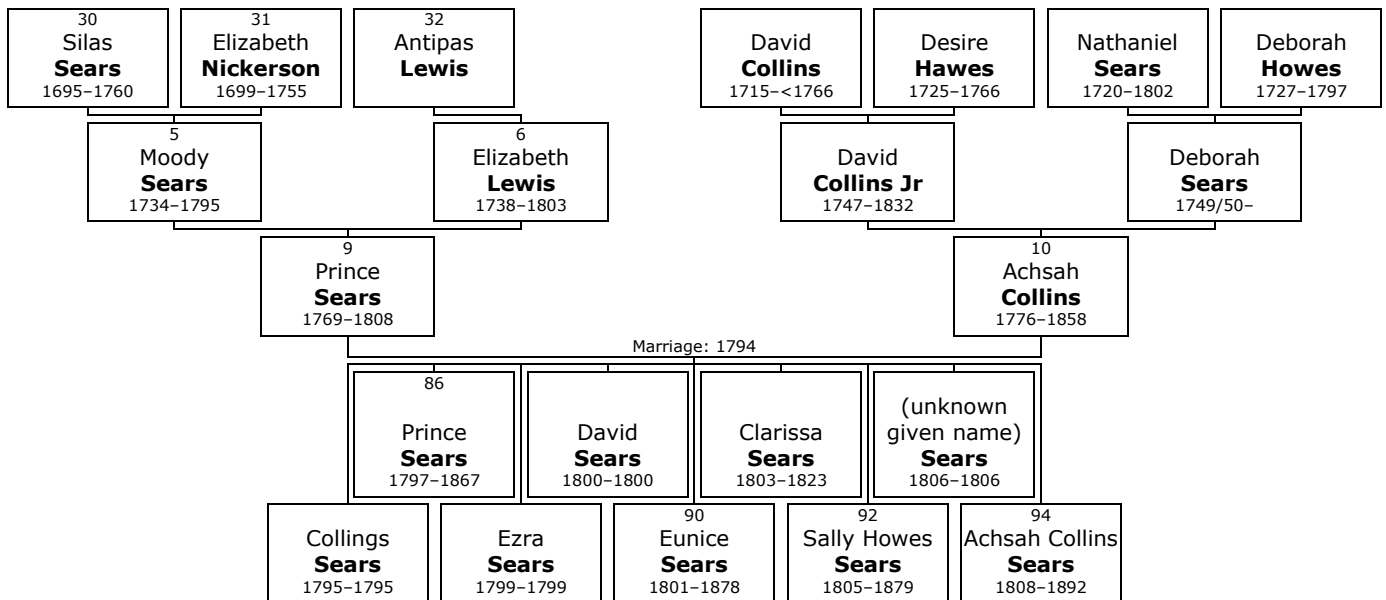 30
Silas
Sears
1695–1760
31
Elizabeth
Nickerson
1699–1755
32
Antipas
Lewis
David
Collins
1715–<1766
Desire
Hawes
1725–1766
Nathaniel
Sears
1720–1802
Deborah
Howes
1727–1797
5
Moody
Sears
1734–1795
6
Elizabeth
Lewis
1738–1803
David
Collins Jr
1747–1832
Deborah
Sears
1749/50–
9
Prince
Sears
1769–1808
10
Achsah
Collins
1776–1858
Marriage: 1794
86
Prince
Sears
1797–1867
David
Sears
1800–1800
Clarissa
Sears
1803–1823
(unknown
given name)
Sears
1806–1806
Collings
Sears
1795–1795
Ezra
Sears
1799–1799
90
Eunice
Sears
1801–1878
92
Sally Howes
Sears
1805–1879
94
Achsah Collins
Sears
1808–1892